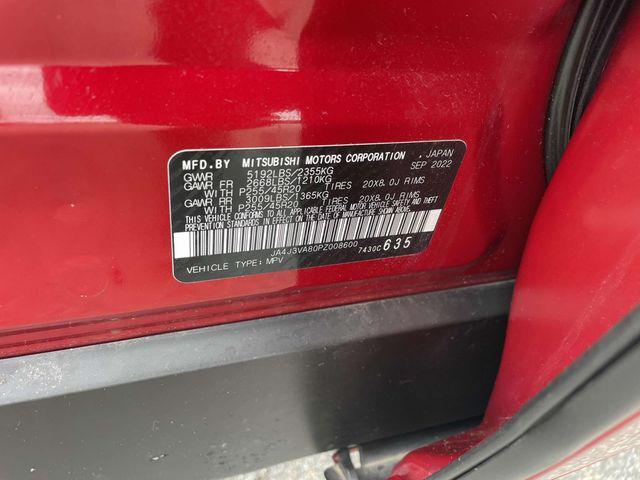 MFD.BY MITSUBISHI MOTORS CORPORATION , JAPAN
GVWR 5192LBS/2355KG SEP 2022
GAWR FR 2668LBS/1210KG
WITH P255/45R20 TIRES 20X8.0J RIMS
GAWR RR 3009LBS/1365KG
WITH P255/45R20 TIRES 20X8.0J RIMS
THIS VEHICLE CONFORMS TO ALL APPLICABLE FEDERAL MOTOR VEHICLE SAFETY AND THEFT
PREVENTION STANDARDS IN EFFECT ON THE DATE OF MANUFACTURE SHOWN ABOVE.
JA4J3VA80PZ008600 7430C 635
VEHICLE TYPE: MPV